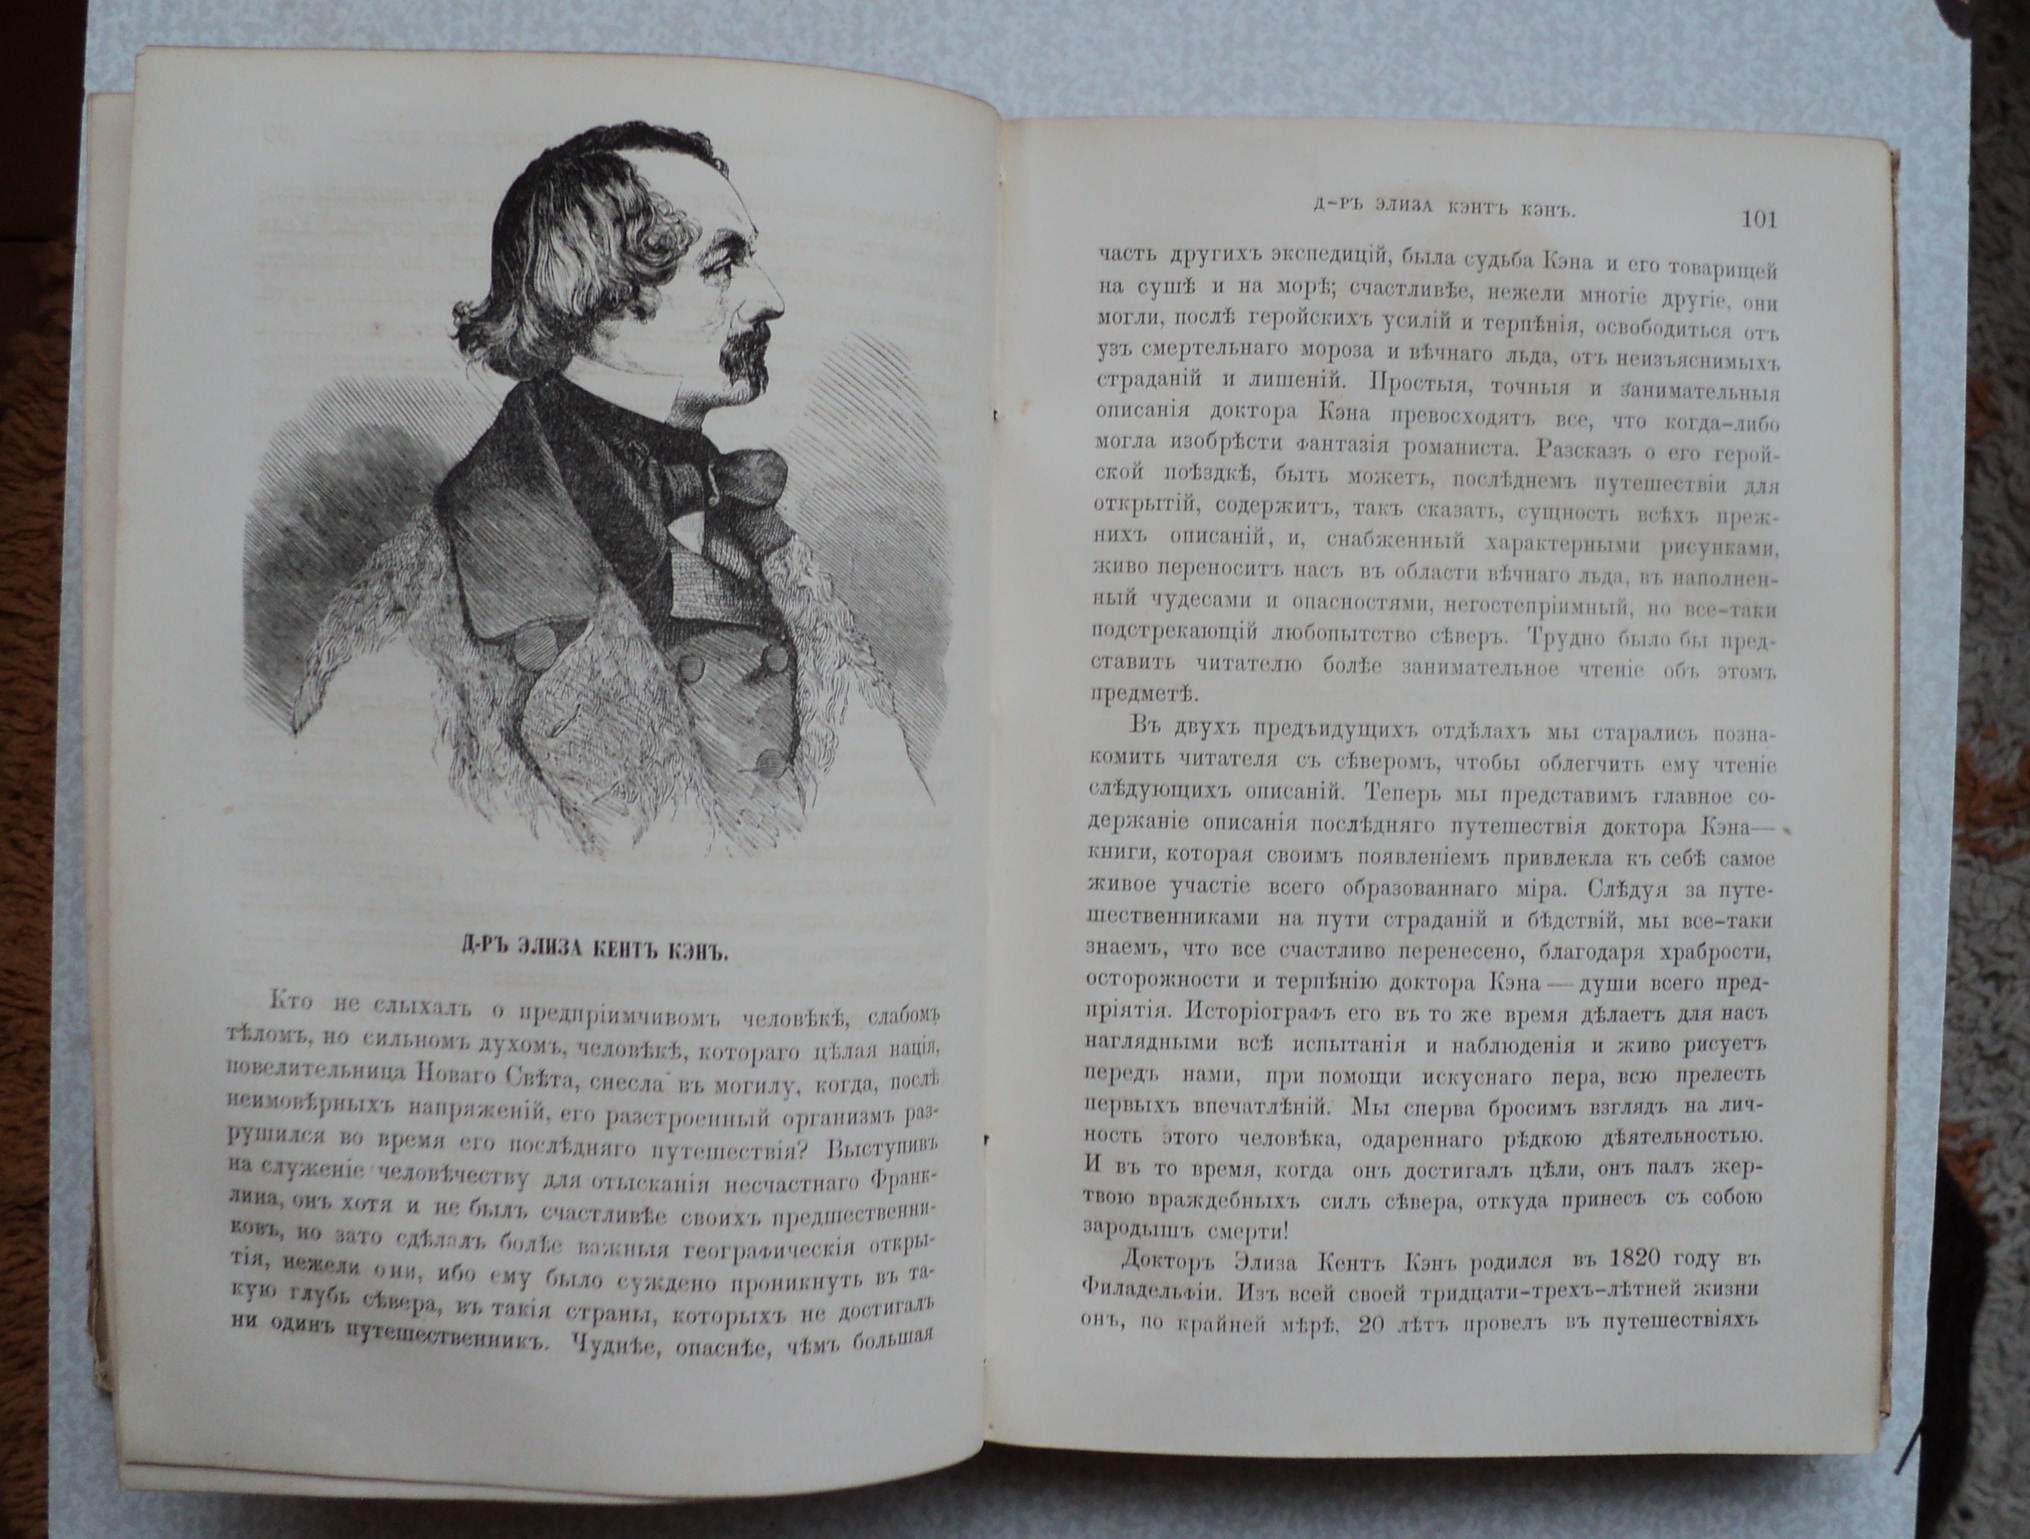 Д-РЪ ЭЛИЗА КЕНТЪ КЭНЪ.
Кто не слыхалъ о предпріимчивомъ человѣкѣ, слабомъ
тѣломъ, но сильномъ духомъ, человѣкѣ, котораго цѣлая нація,
повелительница Новаго Свѣта, снесла въ могилу, когда, послѣ
неимовѣрныхъ напряженій, его разстроенный организмъ раз-
рушился во время его послѣдняго путешествія? Выступивъ
на служеніе человѣчеству для отысканія несчастнаго Франк-
лина, онъ хотя и не былъ счастливѣе своихъ предшественни-
ковъ, но зато сдѣлалъ болѣе важныя географическія откры-
тія, нежели они, ибо ему было суждено проникнуть въ та-
кую глубь сѣвера, въ такія страны, которыхъ не достигалъ
ни одинъ путешественникъ. Чуднѣе, опаснѣе, чѣмъ большая
Д-РЪ ЭЛИЗА КЭНТЪ КЭНЪ.
101
часть другихъ экспедицій, была судьба Кэна и его товарищей
на сушѣ и на морѣ; счастливѣе, нежели многіе другіе, они
могли, послѣ геройскихъ усилій и терпѣнія, освободиться отъ
узъ смертельнаго мороза и вѣчнаго льда, отъ неизъяснимыхъ
страданій и лишеній. Простыя, точныя и занимательныя
описанія доктора Кэна превосходятъ все, что когда-либо
могла изобрѣсти фантазія романиста. Разсказъ о его герой-
ской поѣздкѣ, быть можетъ, послѣднемъ путешествіи для
открытій, содержитъ, такъ сказать, сущность всѣхъ преж-
нихъ описаній, и, снабженный характерными рисунками,
живо переноситъ насъ въ области вѣчнаго льда, въ наполнен-
ный чудесами и опасностями, негостепріимный, но все-таки
подстрекающій любопытство сѣверъ. Трудно было бы пред-
ставить читателю болѣе занимательное чтеніе объ этомъ
предметѣ.
Въ двухъ предъидущихъ отдѣлахъ мы старались позна-
комить читателя съ сѣверомъ, чтобы облегчить ему чтеніе
слѣдующихъ описаній. Теперь мы представимъ главное со-
держаніе описанія послѣдняго путешествія доктора Кэна—
книги, которая своимъ появленіемъ привлекла къ себѣ самое
живое участіе всего образованнаго міра. Слѣдуя за путе-
шественниками на пути страданій и бѣдствій, мы все-таки
знаемъ, что все счастливо перенесено, благодаря храбрости,
осторожности и терпѣнію доктора Кэна — души всего пред-
пріятія. Исторіографъ его въ то же время дѣлаетъ для насъ
наглядными всѣ испытанія и наблюденія и живо рисуетъ
передъ нами, при помощи искуснаго пера, всю прелесть
первыхъ впечатлѣній. Мы сперва бросимъ взглядъ на лич-
ность этого человѣка, одареннаго рѣдкою дѣятельностью.
И въ то время, когда онъ достигалъ цѣли, онъ палъ жер-
твою враждебныхъ силъ сѣвера, откуда принесъ съ собою
зародышъ смерти!
Докторъ Элиза Кентъ Кэнъ родился въ 1820 году въ
Филадельфіи. Изъ всей своей тридцати-трехъ-лѣтней жизни
онъ, по крайней мѣрѣ, 20 лѣтъ провелъ въ путешествіяхъ